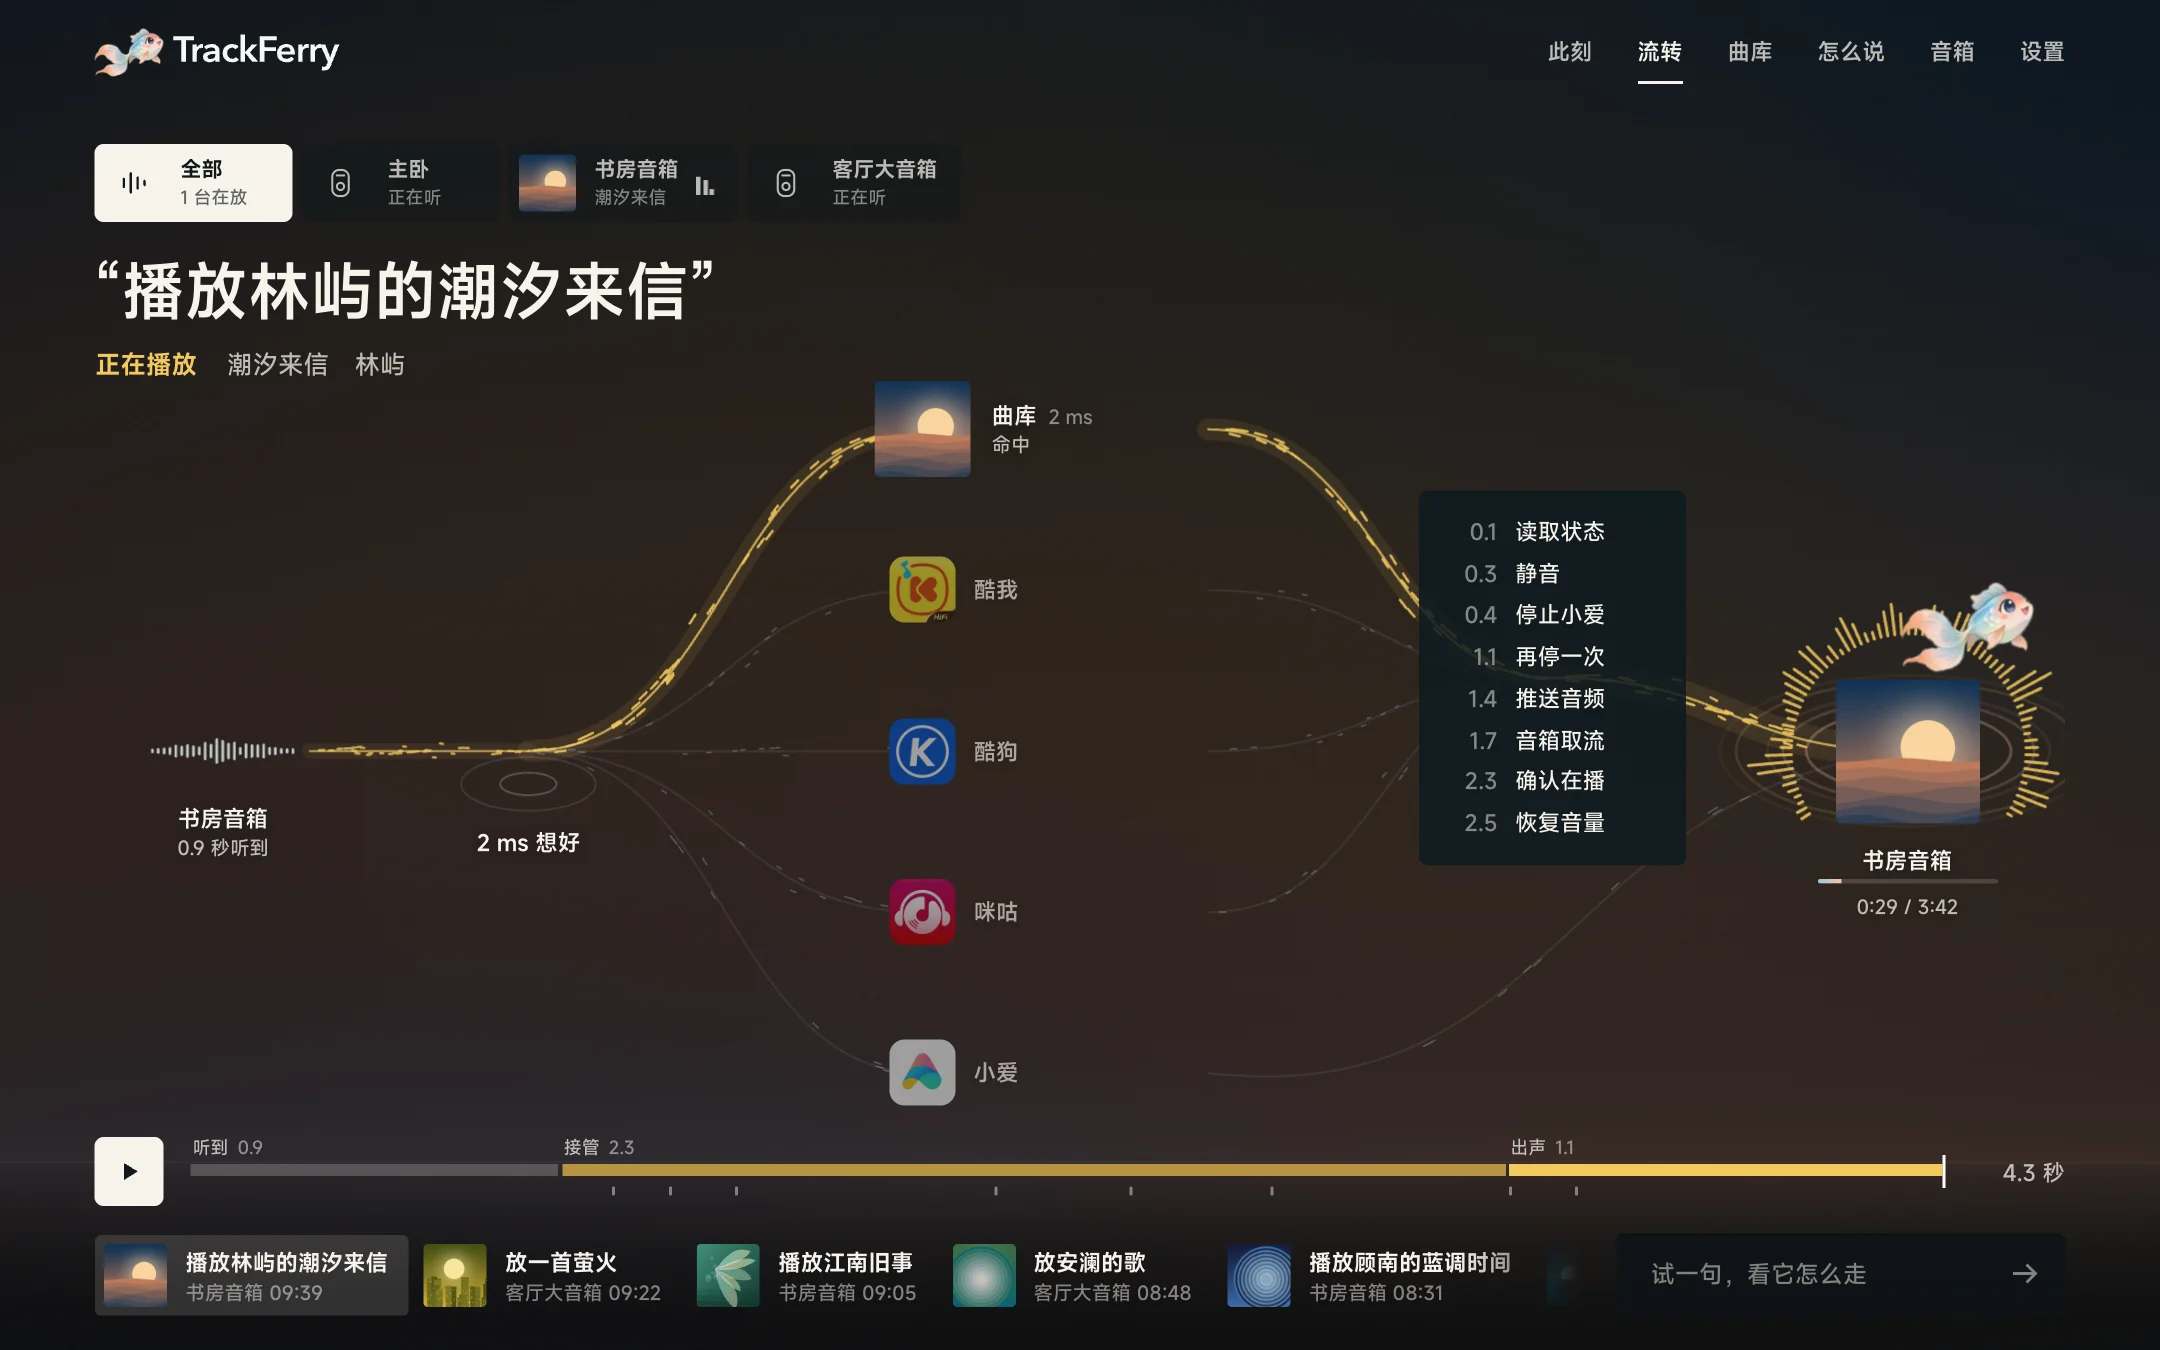 TrackFerry
此刻
流转
曲库
怎么说
音箱
设置
全部
1 台在放
主卧
正在听
书房音箱
潮汐来信
客厅大音箱
正在听
“播放林屿的潮汐来信”
正在播放 潮汐来信 林屿
曲库 2 ms
命中
酷我
HiFi
酷狗
咪咕
小爱
书房音箱
0.9 秒听到
2 ms 想好
0.1 读取状态
0.3 静音
0.4 停止小爱
1.1 再停一次
1.4 推送音频
1.7 音箱取流
2.3 确认在播
2.5 恢复音量
书房音箱
0:29 / 3:42
听到 0.9
接管 2.3
出声 1.1
4.3 秒
播放林屿的潮汐来信
书房音箱 09:39
放一首萤火
客厅大音箱 09:22
播放江南旧事
书房音箱 09:05
放安澜的歌
客厅大音箱 08:48
播放顾南的蓝调时间
书房音箱 08:31
试一句，看它怎么走